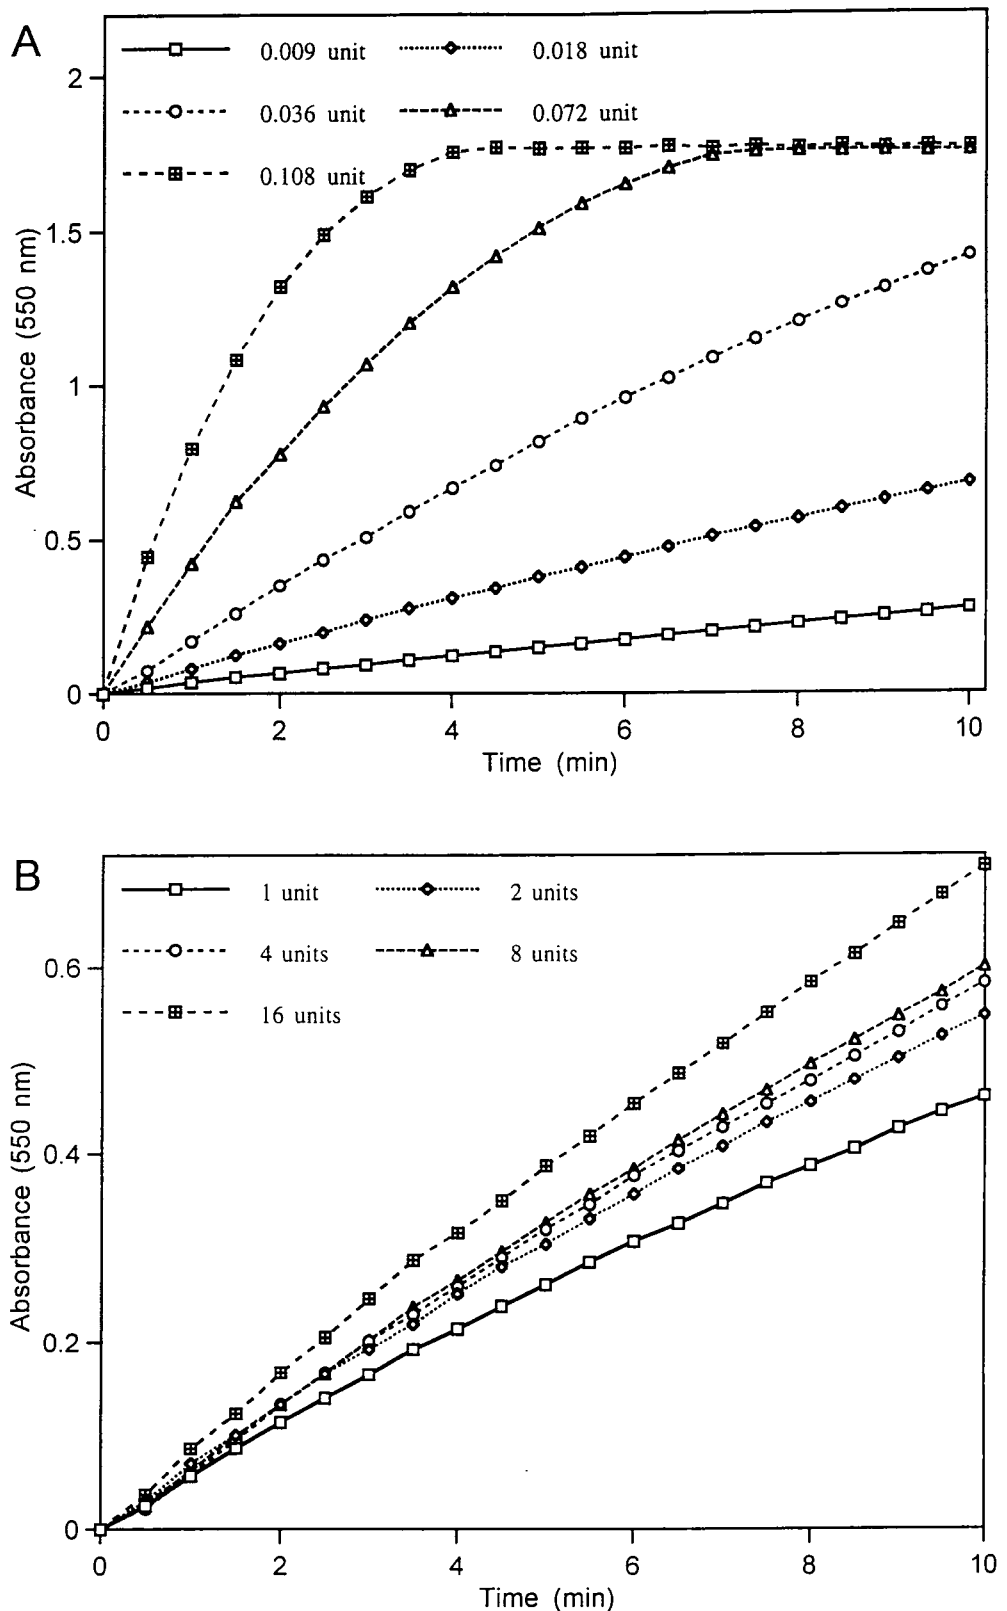 A
0.009 unit 0.018 unit
0.036 unit 0.072 unit
0.108 unit
2
1.5
1
0.5
0
Absorbance (550 nm)
0 2 4 6 8 10
Time (min)
B
1 unit 2 units
4 units 8 units
16 units
0.6
0.4
0.2
0
Absorbance (550 nm)
0 2 4 6 8 10
Time (min)